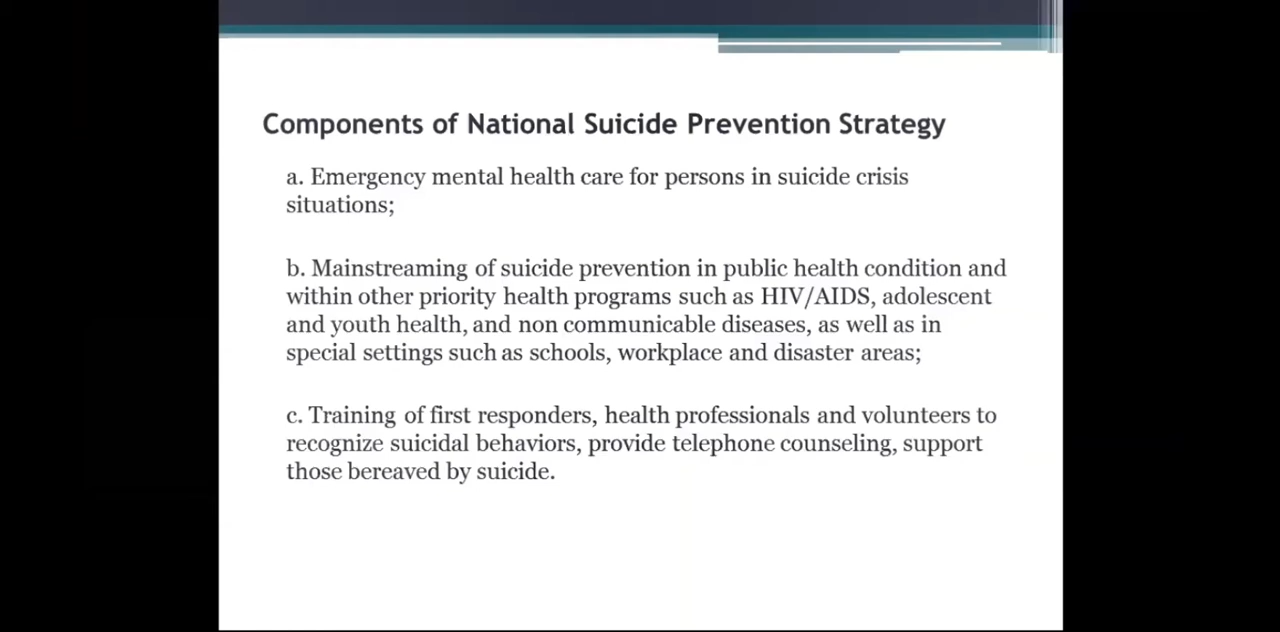 Components of National Suicide Prevention Strategy
a. Emergency mental health care for persons in suicide crisis
situations;
b. Mainstreaming of suicide prevention in public health condition and
within other priority health programs such as HIV/AIDS, adolescent
and youth health, and non communicable diseases, as well as in
special settings such as schools, workplace and disaster areas;
c. Training of first responders, health professionals and volunteers to
recognize suicidal behaviors, provide telephone counseling, support
those bereaved by suicide.